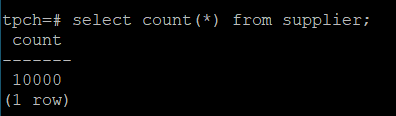 tpch=# select count(*) from supplier;
count
-------
10000
(1 row)